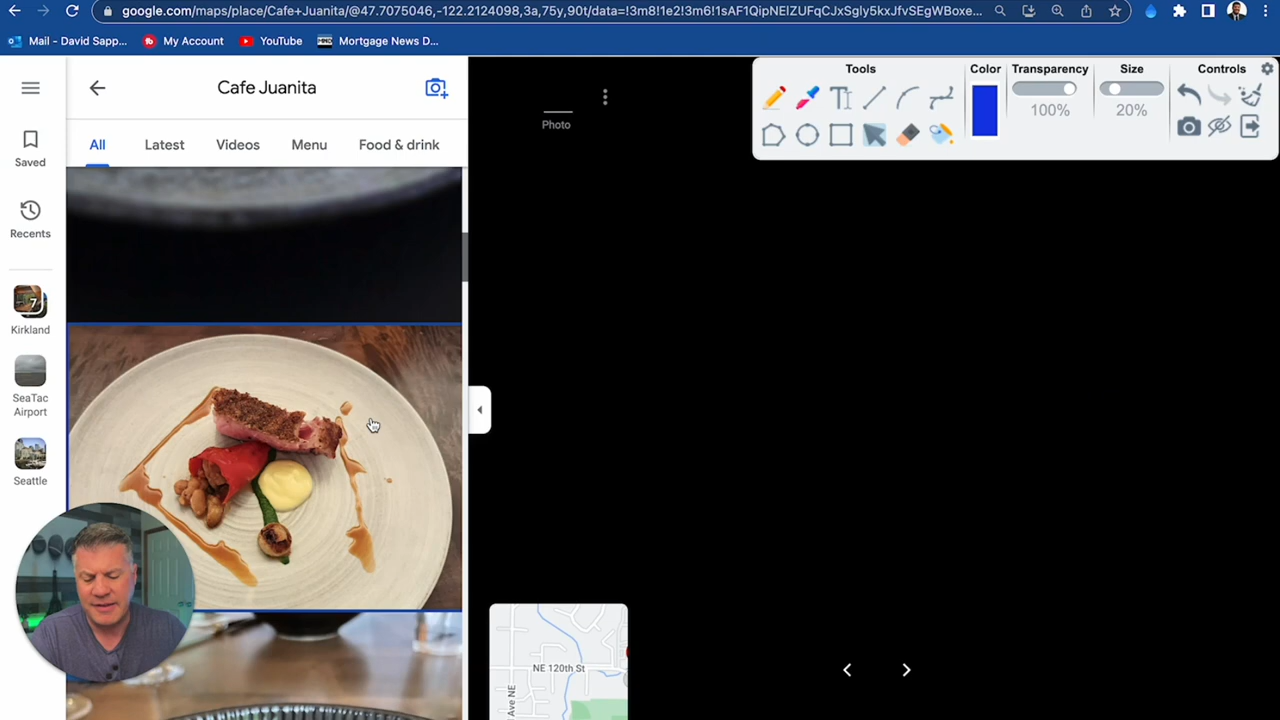 google.com/maps/place/Cafe+Juanita/@47.7075046,-122.2124098,3a,75y,90t/data=!3m8!1e2!3m6!1sAF1QipNEIZUFqCJxSgly5kxJfvSEgWBoxe...
Mail - David Sapp...
My Account
YouTube
MND
Mortgage News D...
Cafe Juanita
All
Latest
Videos
Menu
Food & drink
Saved
Recents
7
Kirkland
SeaTac
Airport
Seattle
Photo
Tools
Color
Transparency
Size
Controls
100%
20%
NE 120th St
Ave NE